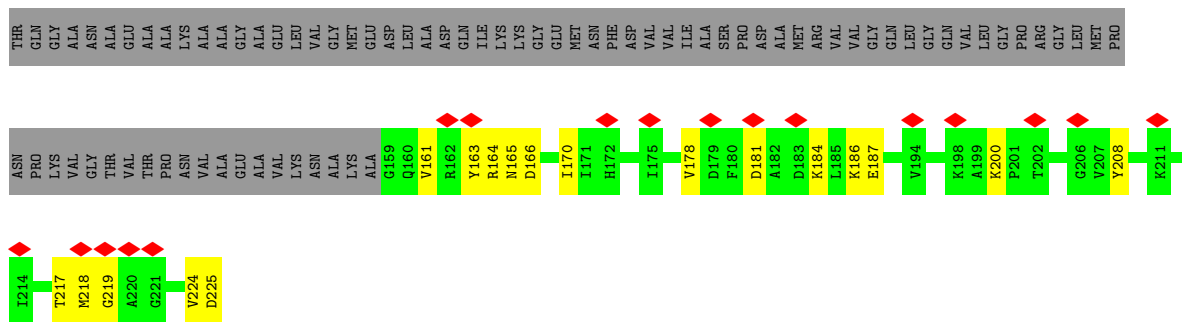 THR GLN GLY ALA ASN ALA GLU ALA ALA ALA LYS ALA ALA GLY ALA GLU LEU VAL GLY MET GLU ASP LEU ALA ASP GLN ILE LYS LYS GLY GLU MET ASN PHE ASP VAL VAL ILE ALA SER PRO ASP ALA MET ARG VAL VAL GLY GLN LEU GLY GLN VAL LEU GLY PRO ARG GLY LEU MET PRO
ASN PRO LYS VAL GLY THR VAL THR PRO ASN VAL ALA GLU ALA VAL LYS ASN ALA LYS ALA G159 Q160 V161 R162 Y163 R164 N165 D166 I170 I171 H172 I175 V178 D179 F180 D181 A182 D183 K184 L185 K186 E187 V194 K198 A199 K200 P201 T202 G206 V207 Y208 K211
I214 T217 M218 G219 A220 G221 V224 D225